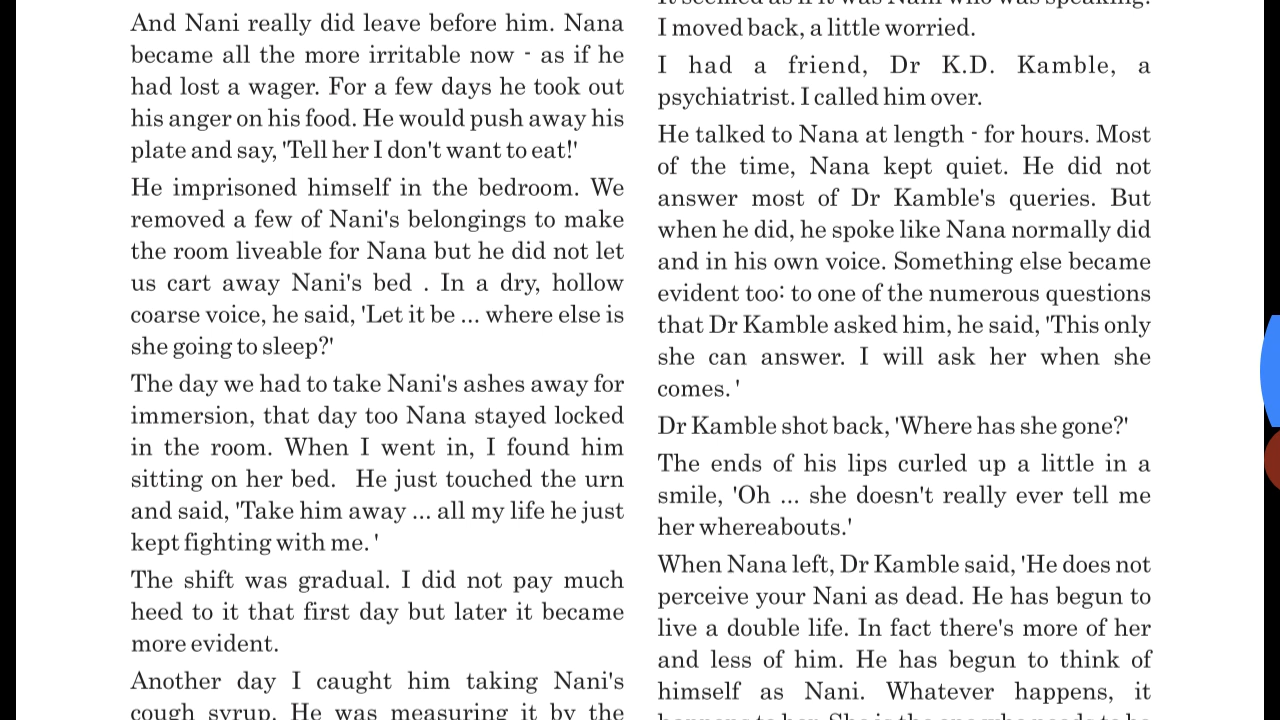 And Nani really did leave before him. Nana
became all the more irritable now - as if he
had lost a wager. For a few days he took out
his anger on his food. He would push away his
plate and say, 'Tell her I don't want to eat!'
He imprisoned himself in the bedroom. We
removed a few of Nani's belongings to make
the room liveable for Nana but he did not let
us cart away Nani's bed . In a dry, hollow
coarse voice, he said, 'Let it be ... where else is
she going to sleep?'
The day we had to take Nani's ashes away for
immersion, that day too Nana stayed locked
in the room. When I went in, I found him
sitting on her bed. He just touched the urn
and said, 'Take him away ... all my life he just
kept fighting with me. '
The shift was gradual. I did not pay much
heed to it that first day but later it became
more evident.
Another day I caught him taking Nani's
cough syrup. He was measuring it by the
It seemed as if it was Nani who was speaking.
I moved back, a little worried.
I had a friend, Dr K.D. Kamble, a
psychiatrist. I called him over.
He talked to Nana at length - for hours. Most
of the time, Nana kept quiet. He did not
answer most of Dr Kamble's queries. But
when he did, he spoke like Nana normally did
and in his own voice. Something else became
evident too: to one of the numerous questions
that Dr Kamble asked him, he said, 'This only
she can answer. I will ask her when she
comes. '
Dr Kamble shot back, 'Where has she gone?'
The ends of his lips curled up a little in a
smile, 'Oh ... she doesn't really ever tell me
her whereabouts.'
When Nana left, Dr Kamble said, 'He does not
perceive your Nani as dead. He has begun to
live a double life. In fact there's more of her
and less of him. He has begun to think of
himself as Nani. Whatever happens, it